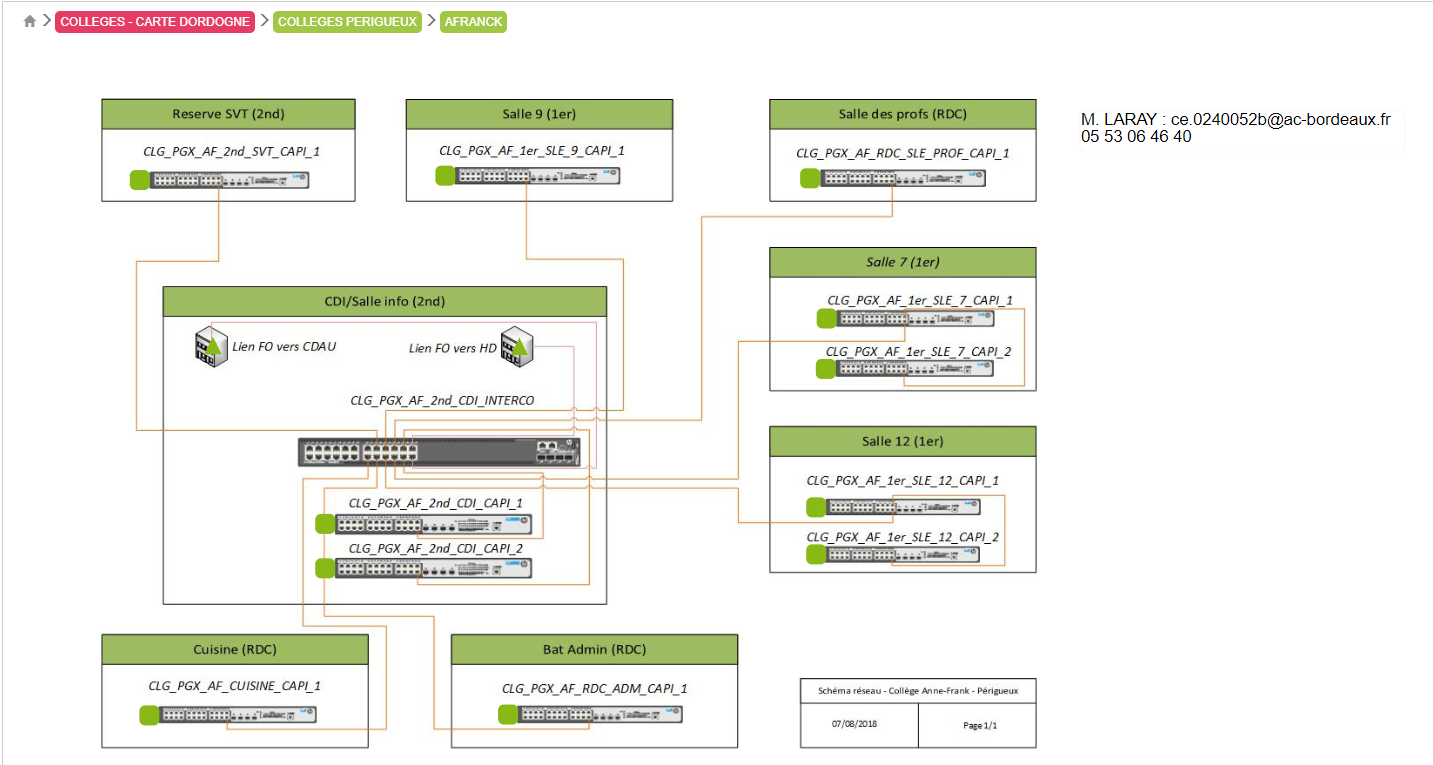 COLLEGES - CARTE DORDOGNE
COLLEGES PERIGUEUX
AFRANCK
Reserve SVT (2nd)
CLG_PGX_AF_2nd_SVT_CAPI_1
Salle 9 (1er)
CLG_PGX_AF_1er_SLE_9_CAPI_1
Salle des profs (RDC)
CLG_PGX_AF_RDC_SLE_PROF_CAPI_1
M. LARAY : ce.0240052b@ac-bordeaux.fr
05 53 06 46 40
Salle 7 (1er)
CLG_PGX_AF_1er_SLE_7_CAPI_1
CLG_PGX_AF_1er_SLE_7_CAPI_2
CDI/Salle info (2nd)
Lien FO vers CDAU
Lien FO vers HD
CLG_PGX_AF_2nd_CDI_INTERCO
CLG_PGX_AF_2nd_CDI_CAPI_1
CLG_PGX_AF_2nd_CDI_CAPI_2
Salle 12 (1er)
CLG_PGX_AF_1er_SLE_12_CAPI_1
CLG_PGX_AF_1er_SLE_12_CAPI_2
Cuisine (RDC)
CLG_PGX_AF_CUISINE_CAPI_1
Bat Admin (RDC)
CLG_PGX_AF_RDC_ADM_CAPI_1
Schéma réseau - Collège Anne-Frank - Périgueux
07/08/2018
Page 1/1